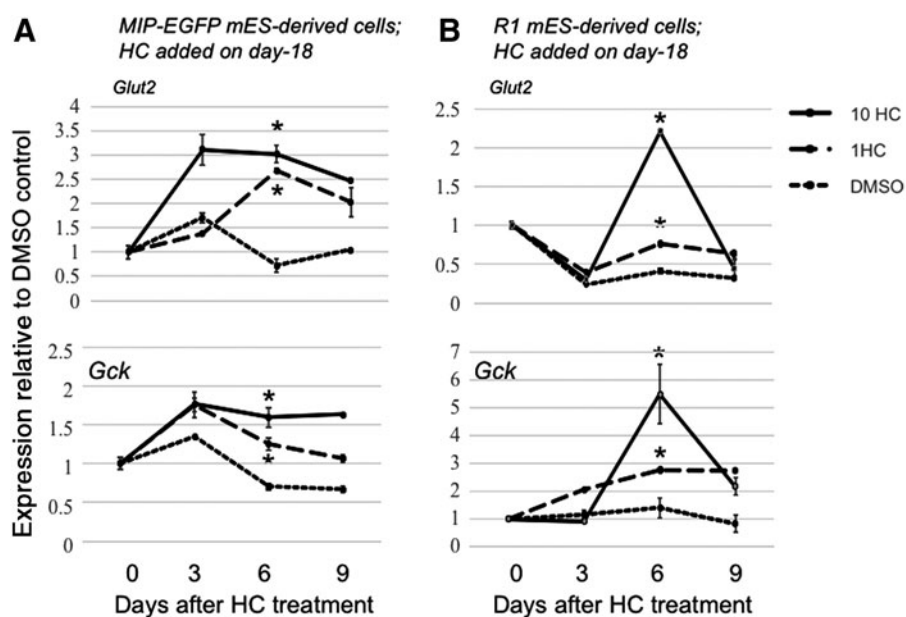 A
MIP-EGFP mES-derived cells;
HC added on day-18
Glut2
4
3.5
3
2.5
2
1.5
1
0.5
0
*
*
Gck
2.5
2
1.5
1
0.5
0
*
*
0 3 6 9
Days after HC treatment
Expression relative to DMSO control
B
R1 mES-derived cells;
HC added on day-18
Glut2
2.5
2
1.5
1
0.5
0
*
*
Gck
7
6
5
4
3
2
1
0
*
*
0 3 6 9
Days after HC treatment
10 HC
1HC
DMSO